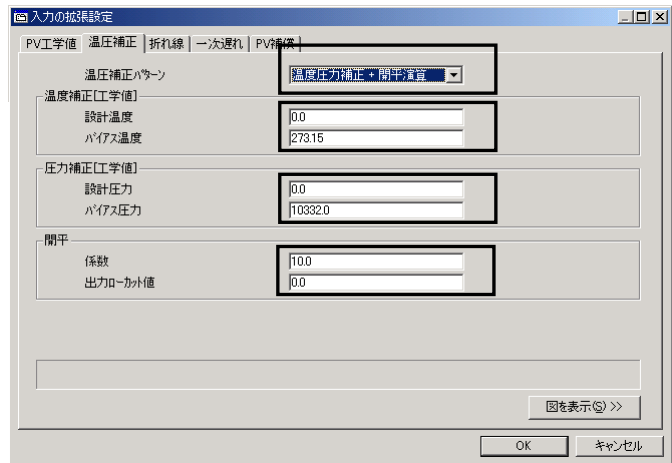 入力の拡張設定
PV工学値 温圧補正 折れ線 一次遅れ PV補償
温圧補正パターン 温度圧力補正 + 開平演算
温度補正[工学値]
設計温度 0.0
バイアス温度 273.15
圧力補正[工学値]
設計圧力 0.0
バイアス圧力 10332.0
開平
係数 10.0
出力ローカット値 0.0
図を表示(S) >>
OK キャンセル